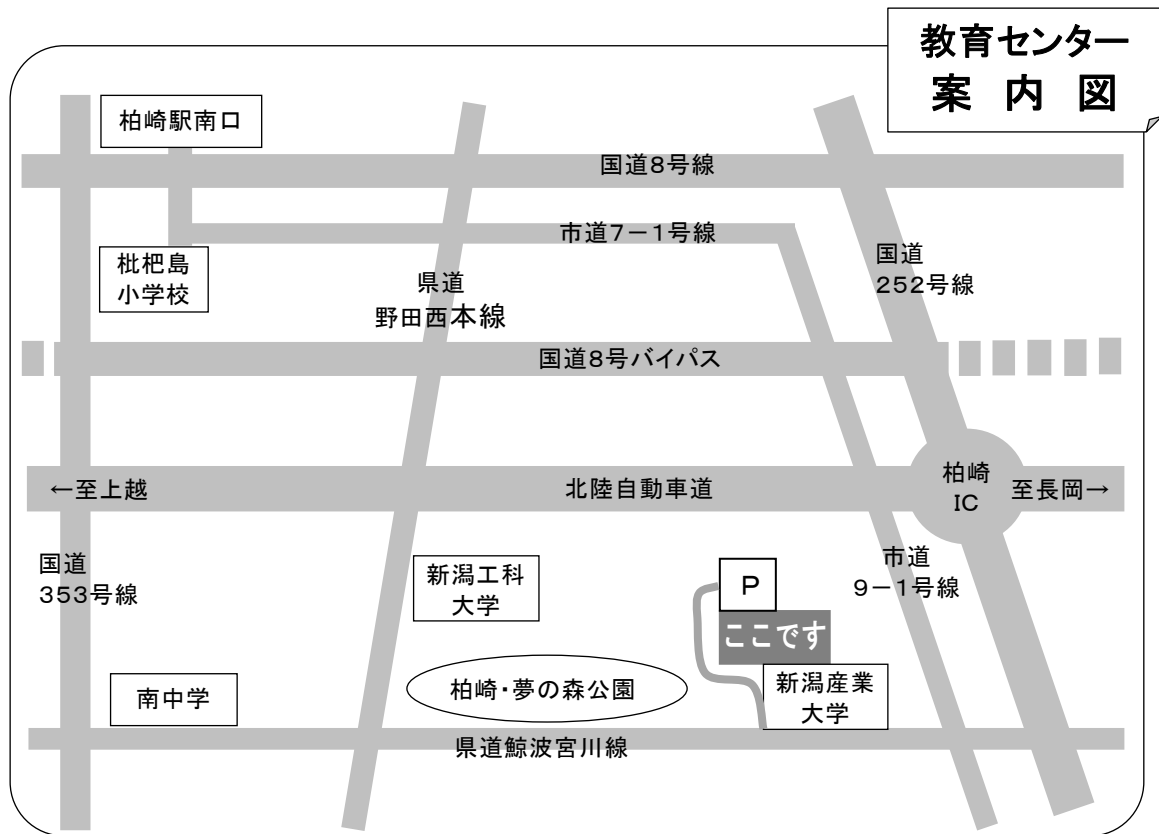 教育センター
案 内 図
柏崎駅南口
国道8号線
市道7－1号線
枇杷島
小学校
県道
野田西本線
国道
252号線
国道8号バイパス
←至上越
北陸自動車道
柏崎
IC
至長岡→
国道
353号線
新潟工科
大学
P
ここです
市道
9－1号線
南中学
柏崎・夢の森公園
新潟産業
大学
県道鯨波宮川線